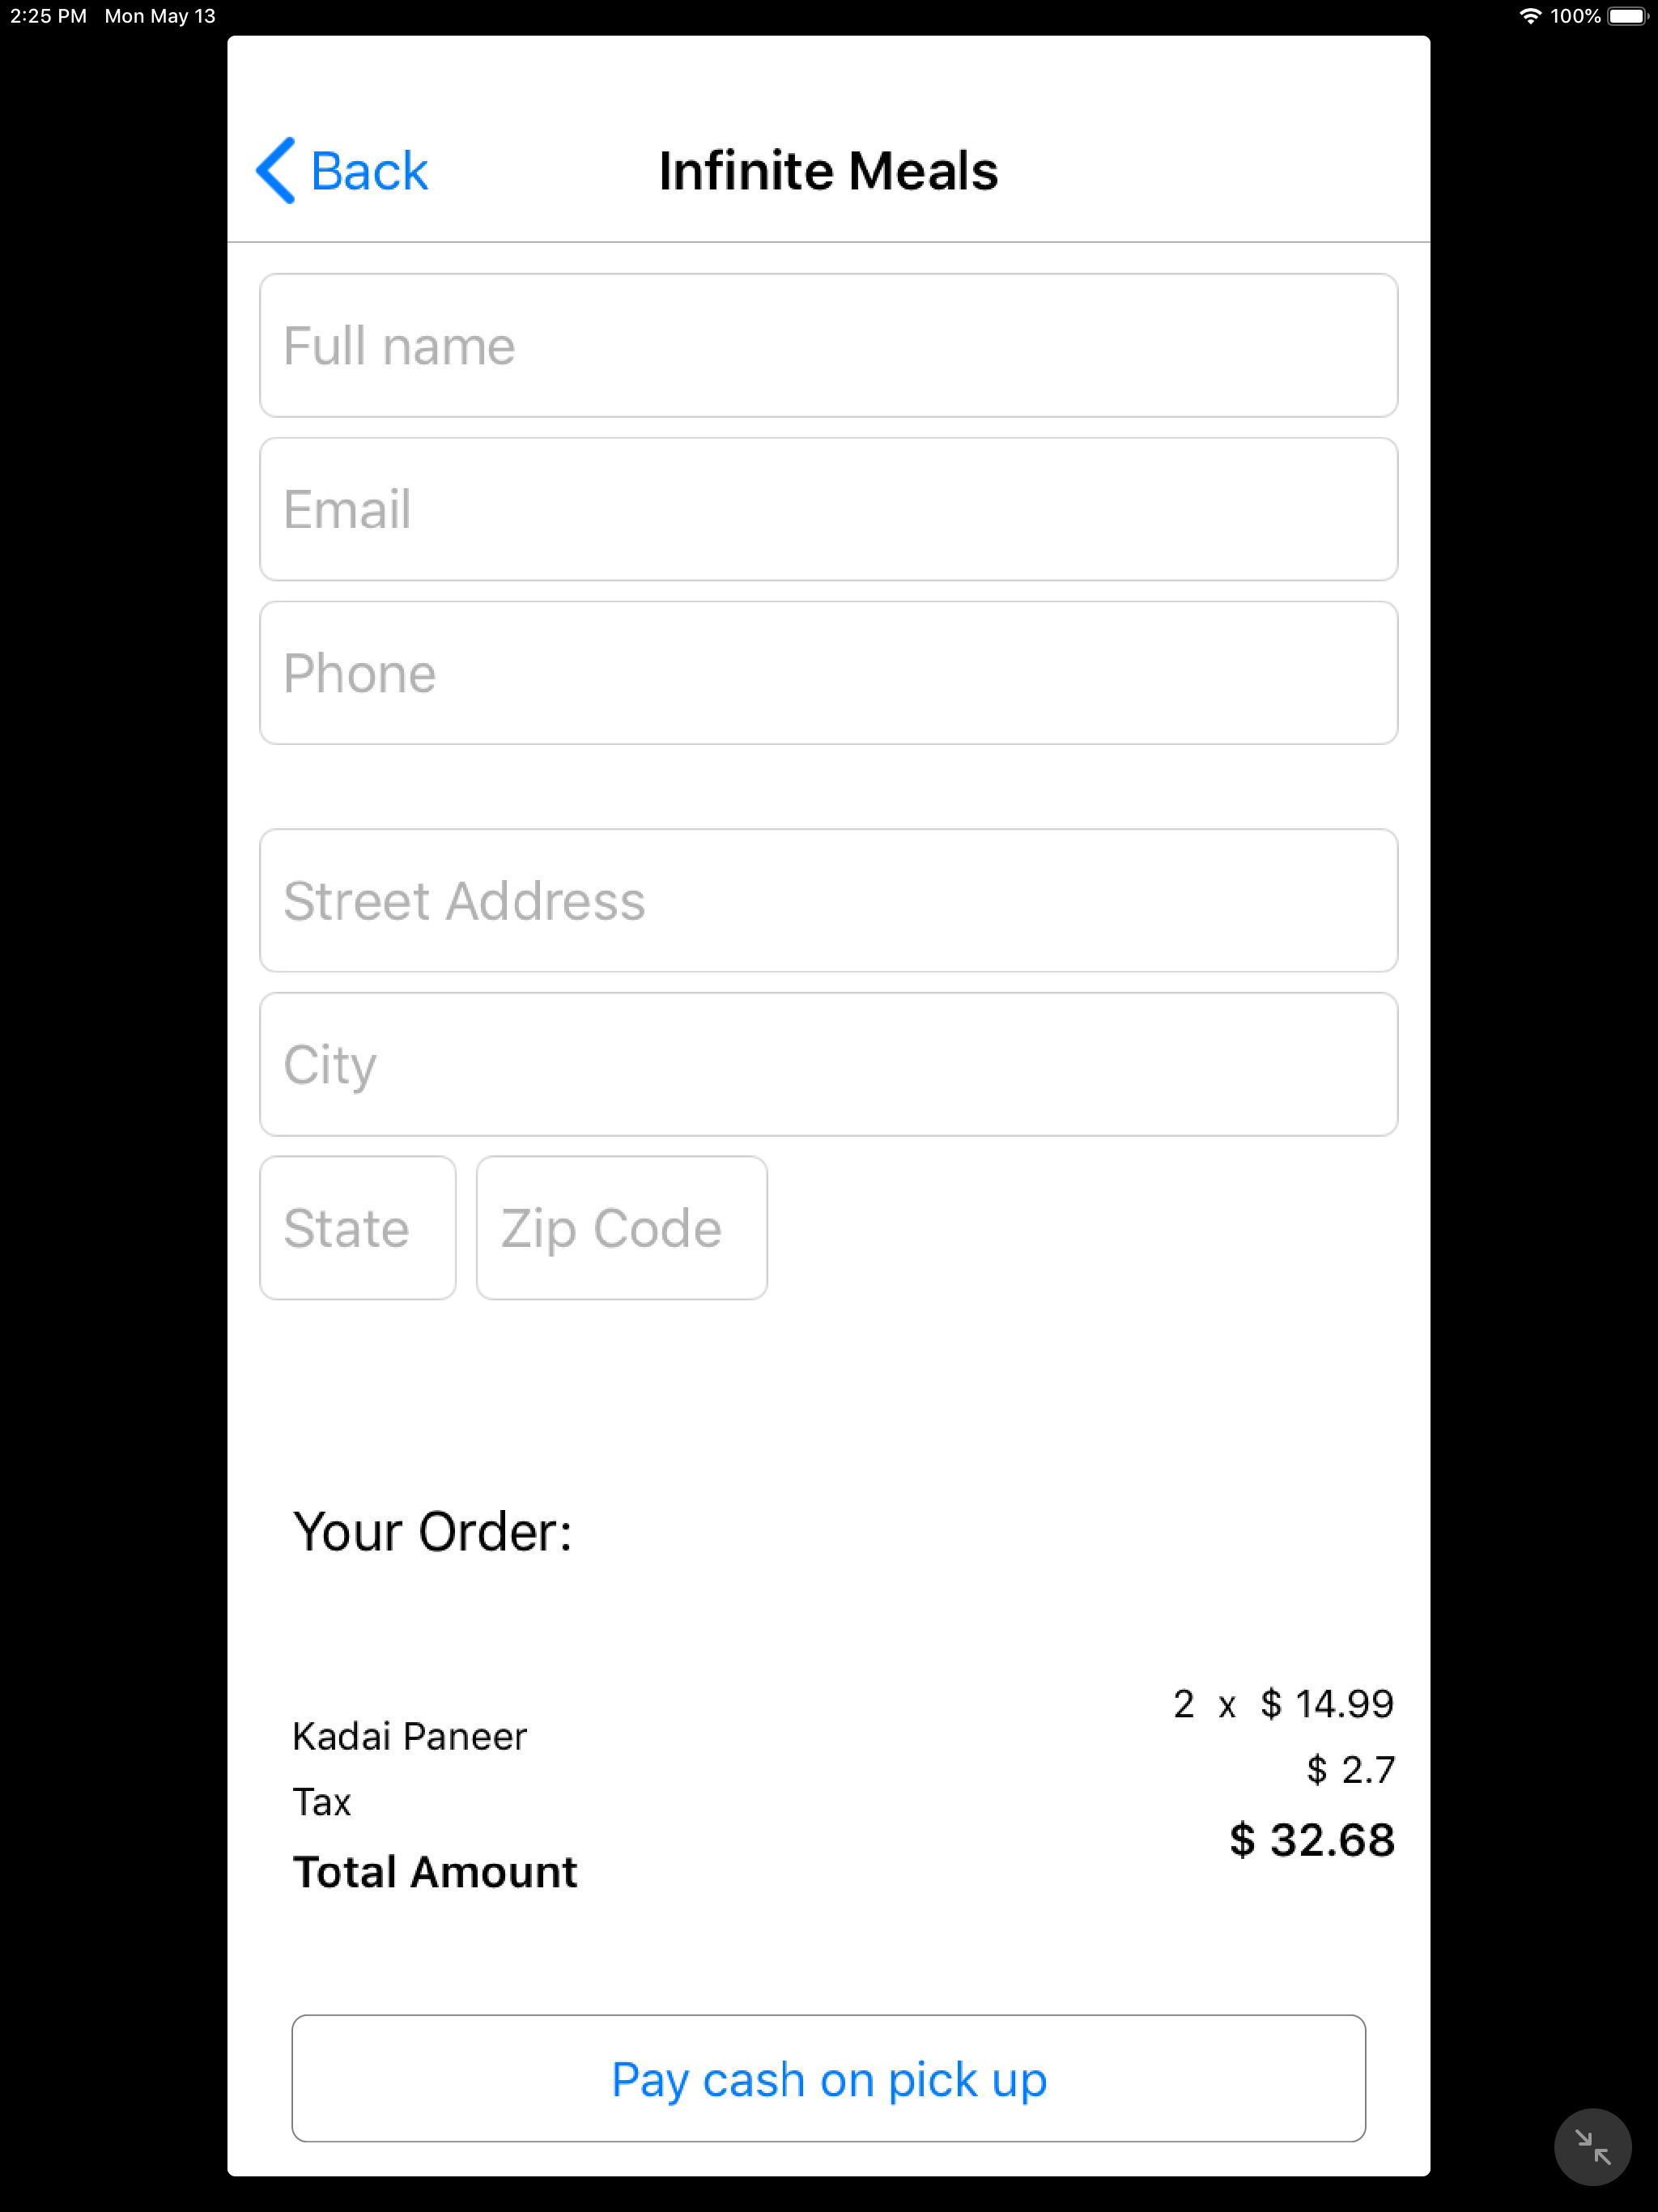 2:25 PM Mon May 13 100%
Back Infinite Meals
Full name
Email
Phone
Street Address
City
State Zip Code
Your Order:
2 x $ 14.99
Kadai Paneer
$ 2.7
Tax
$ 32.68
Total Amount
Pay cash on pick up